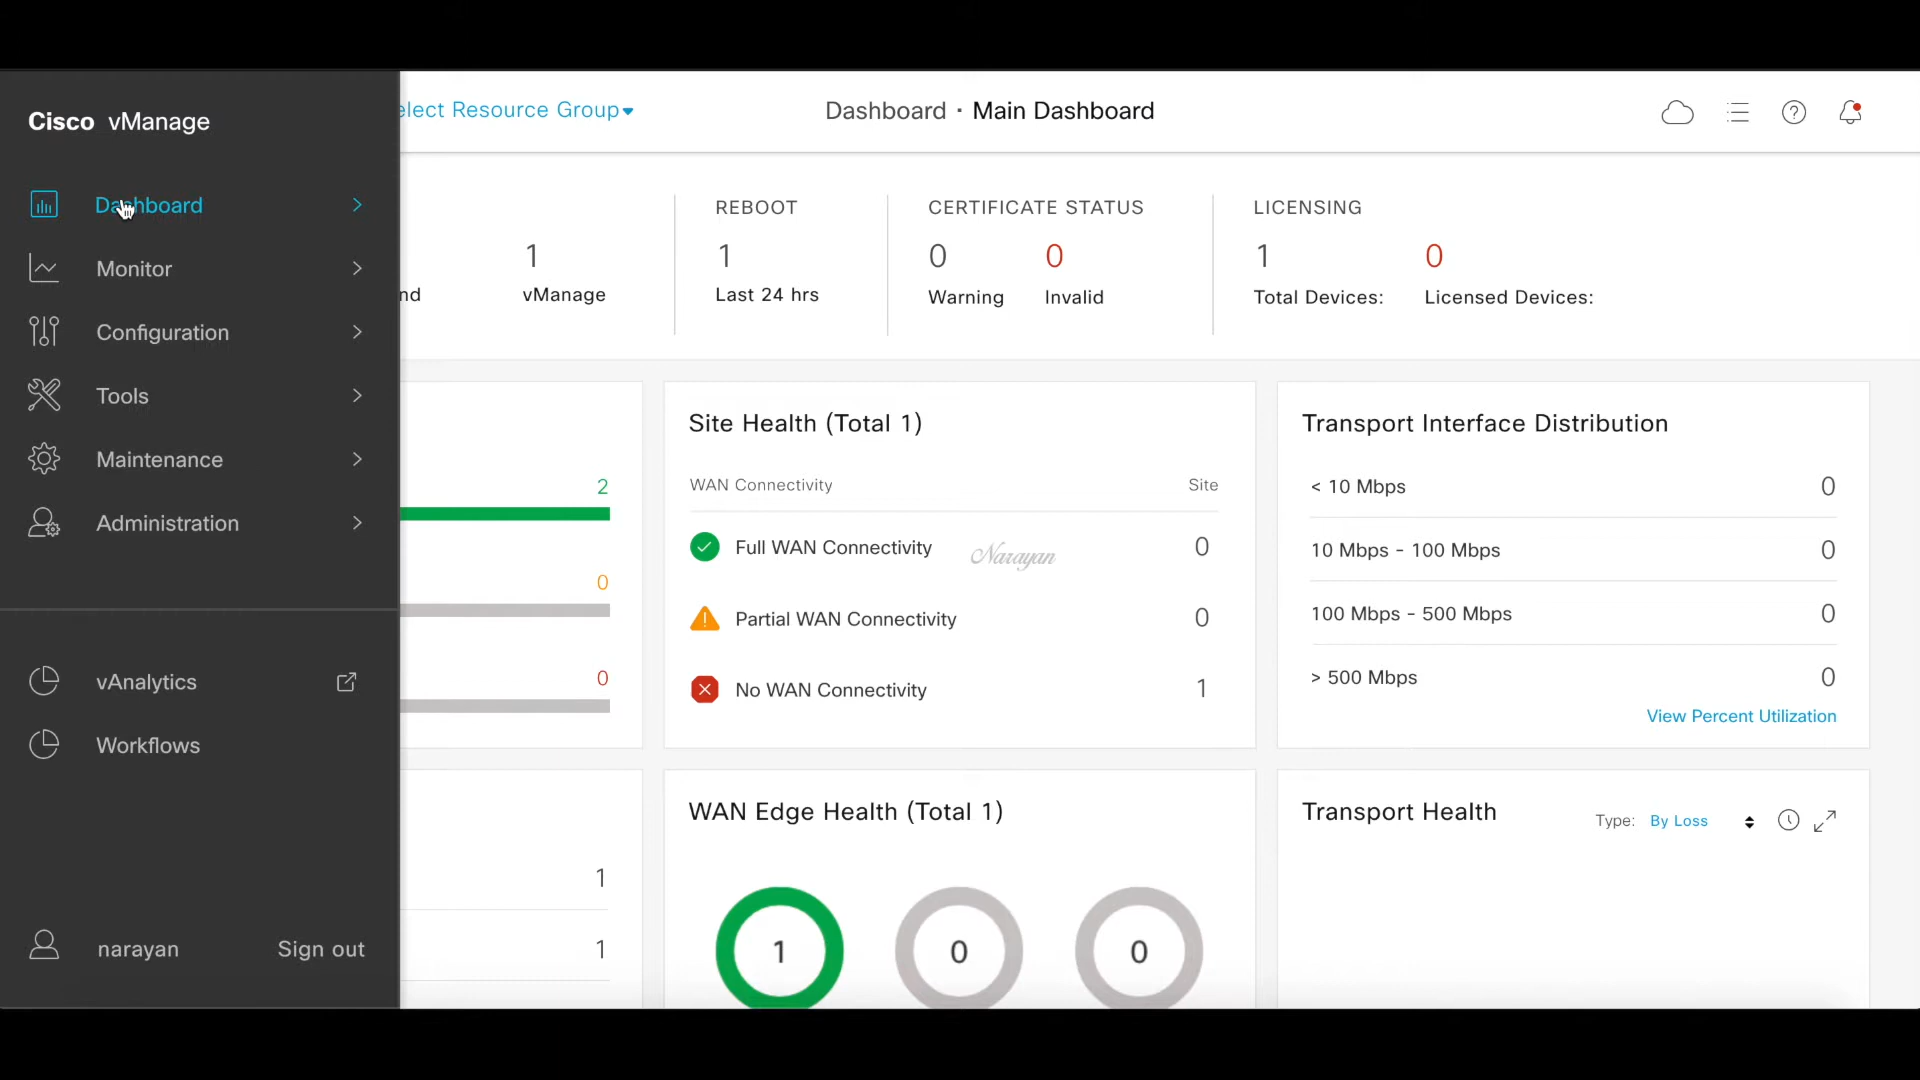 Cisco vManage
Dashboard
Monitor
Configuration
Tools
Maintenance
Administration
vAnalytics
Workflows
narayan Sign out
elect Resource Group
Dashboard · Main Dashboard
nd
1
vManage
REBOOT
1
Last 24 hrs
CERTIFICATE STATUS
0 0
Warning Invalid
LICENSING
1 0
Total Devices: Licensed Devices:
2
0
0
Site Health (Total 1)
WAN Connectivity Site
Full WAN Connectivity 0
Narayan
Partial WAN Connectivity 0
No WAN Connectivity 1
Transport Interface Distribution
< 10 Mbps 0
10 Mbps - 100 Mbps 0
100 Mbps - 500 Mbps 0
> 500 Mbps 0
View Percent Utilization
1
1
WAN Edge Health (Total 1)
1 0 0
Transport Health
Type: By Loss